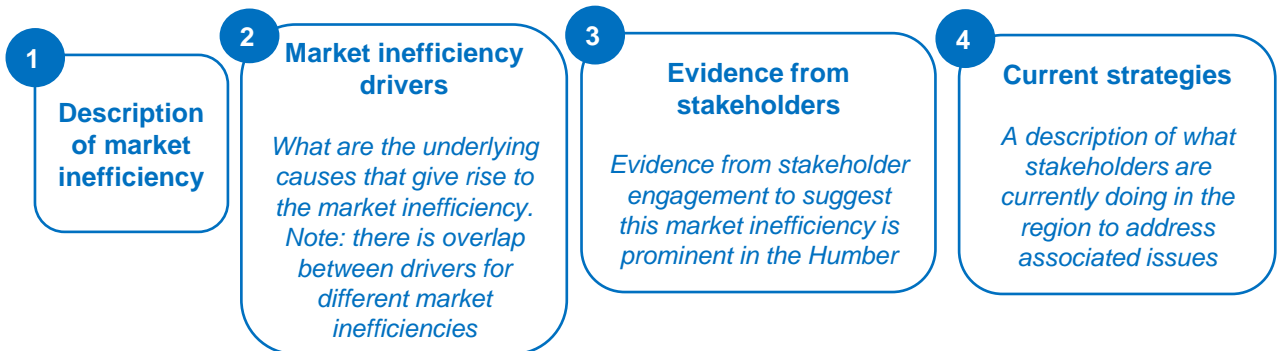 1
Description
of market
inefficiency
2
Market inefficiency
drivers
What are the underlying
causes that give rise to
the market inefficiency.
Note: there is overlap
between drivers for
different market
inefficiencies
3
Evidence from
stakeholders
Evidence from stakeholder
engagement to suggest
this market inefficiency is
prominent in the Humber
4
Current strategies
A description of what
stakeholders are
currently doing in the
region to address
associated issues